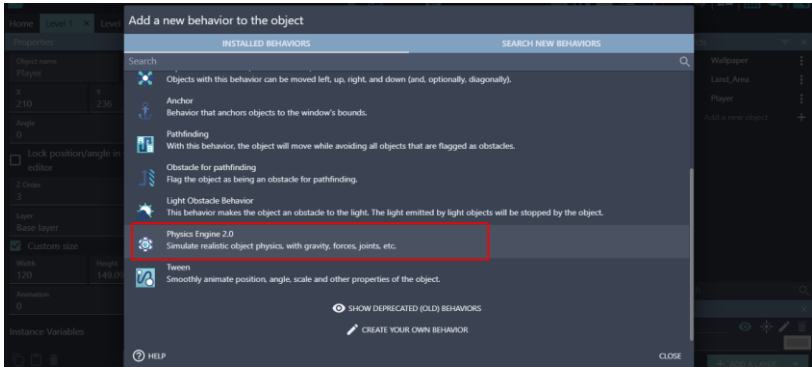 Add a new behavior to the object
Home Level 1 × Level
INSTALLED BEHAVIORS SEARCH NEW BEHAVIORS
Properties
Search
Object name
Player
Objects with this behavior can be moved left, up, right, and down (and, optionally, diagonally).
Wallpaper
Land_Area
Player
Add a new object
X Y
210 236
Anchor
Behavior that anchors objects to the window's bounds.
Angle
0
Pathfinding
With this behavior, the object will move while avoiding all objects that are flagged as obstacles.
Lock position/angle in
editor
Obstacle for pathfinding
Flag the object as being an obstacle for pathfinding.
Z Order
3
Light Obstacle Behavior
This behavior makes the object an obstacle to the light. The light emitted by light objects will be stopped by the object.
Layer
Base layer
Physics Engine 2.0
Simulate realistic object physics, with gravity, forces, joints, etc.
Custom size
Width Height
120 149.09
Tween
Smoothly animate position, angle, scale and other properties of the object.
Animation
0
SHOW DEPRECATED (OLD) BEHAVIORS
CREATE YOUR OWN BEHAVIOR
Instance Variables
HELP
CLOSE
+ ADD A LAYER